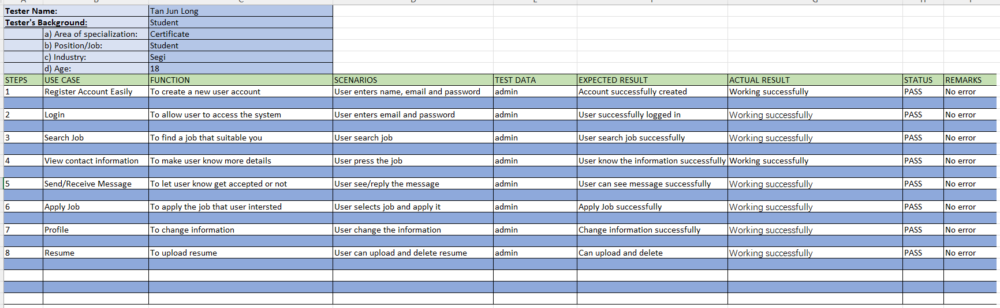 Tester Name: Tan Jun Long
Tester's Background: Student
a) Area of specialization: Certificate
b) Position/Job: Student
c) Industry: Segi
d) Age: 18
STEPS USE CASE FUNCTION SCENARIOS TEST DATA EXPECTED RESULT ACTUAL RESULT STATUS REMARKS
1 Register Account Easily To create a new user account User enters name, email and password admin Account successfully created Working successfully PASS No error
2 Login To allow user to access the system User enters email and password admin User successfully logged in Working successfully PASS No error
3 Search Job To find a job that suitable you User search job admin User search job successfully Working successfully PASS No error
4 View contact information To make user know more details User press the job admin User know the information successfully Working successfully PASS No error
5 Send/Receive Message To let user know get accepted or not User see/reply the message admin User can see message successfully Working successfully PASS No error
6 Apply Job To apply the job that user intersted User selects job and apply it admin Apply Job successfully Working successfully PASS No error
7 Profile To change information User change the information admin Change information successfully Working successfully PASS No error
8 Resume To upload resume User can upload and delete resume admin Can upload and delete Working successfully PASS No error